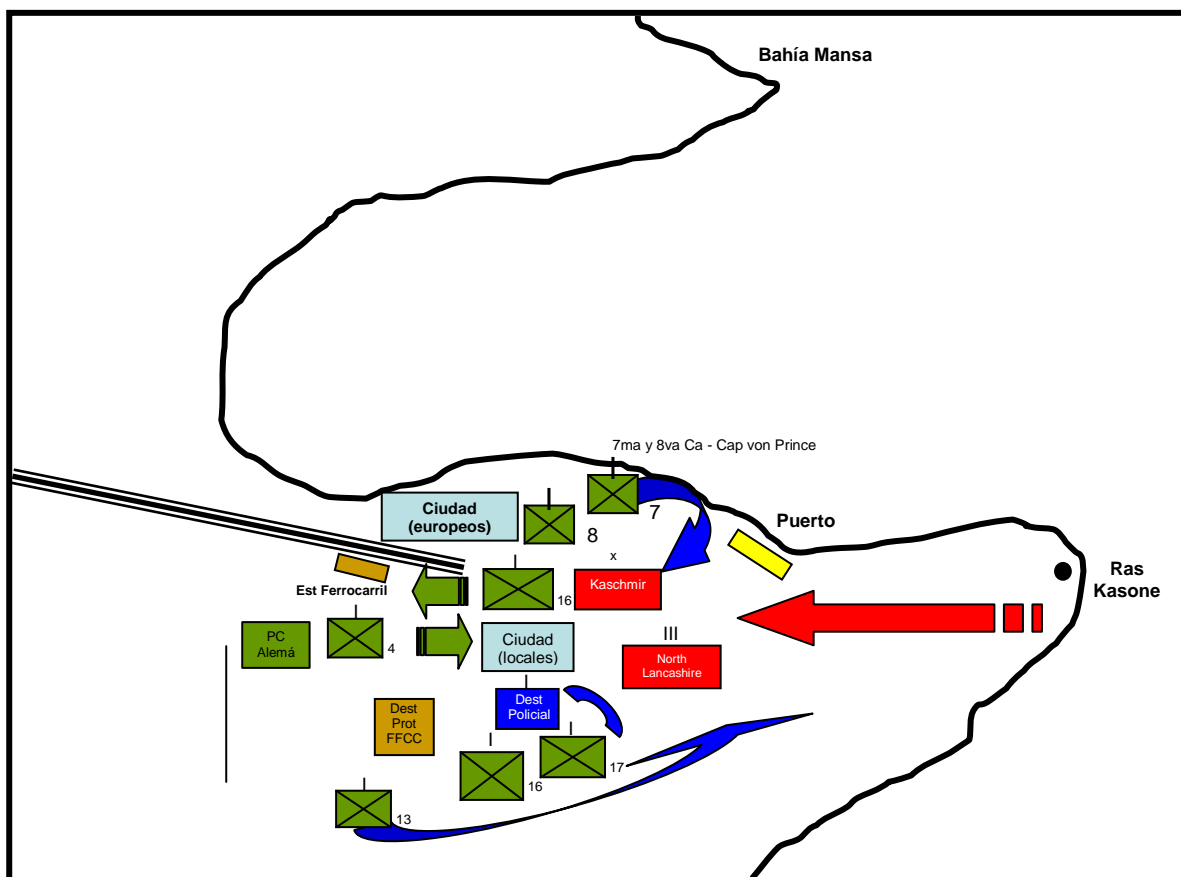 Bahía Mansa
7ma y 8va Ca - Cap von Prince
Ciudad
(europeos)
7
8
Puerto
x
Kaschmir
16
Est Ferrocarril
Ras
Kasone
PC
Alemá
4
Ciudad
(locales)
III
North
Lancashire
Dest
Policial
Dest
Prot
FFCC
17
16
13